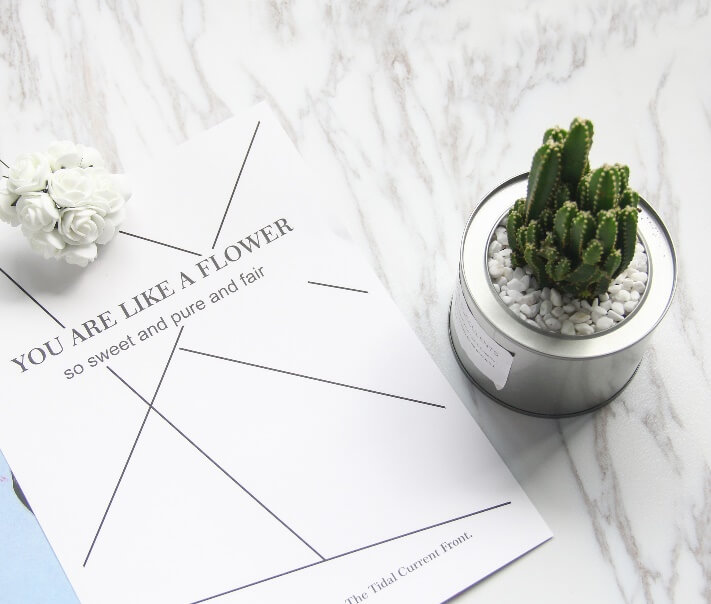 YOU ARE LIKE A FLOWER
so sweet and pure and fair
The Tidal Current Front.